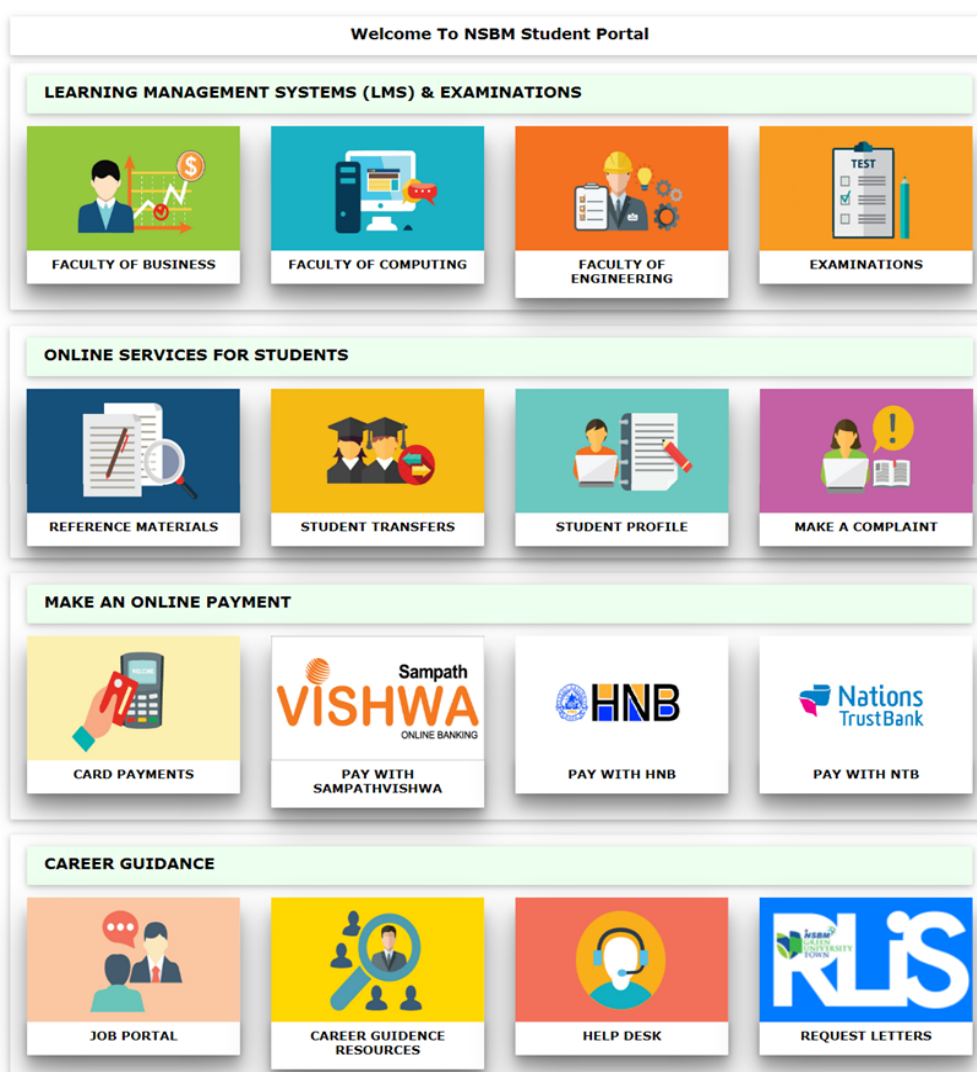 Welcome To NSBM Student Portal
LEARNING MANAGEMENT SYSTEMS (LMS) & EXAMINATIONS
$
TEST
FACULTY OF BUSINESS
FACULTY OF COMPUTING
FACULTY OF
ENGINEERING
EXAMINATIONS
ONLINE SERVICES FOR STUDENTS
!
REFERENCE MATERIALS
STUDENT TRANSFERS
STUDENT PROFILE
MAKE A COMPLAINT
MAKE AN ONLINE PAYMENT
WELCOME
Sampath
VISHWA
ONLINE BANKING
HNB
Nations
Trust Bank
CARD PAYMENTS
PAY WITH
SAMPATHVISHWA
PAY WITH HNB
PAY WITH NTB
CAREER GUIDANCE
NSBM
GREEN
UNIVERSITY
TOWN
RLiS
JOB PORTAL
CAREER GUIDENCE
RESOURCES
HELP DESK
REQUEST LETTERS